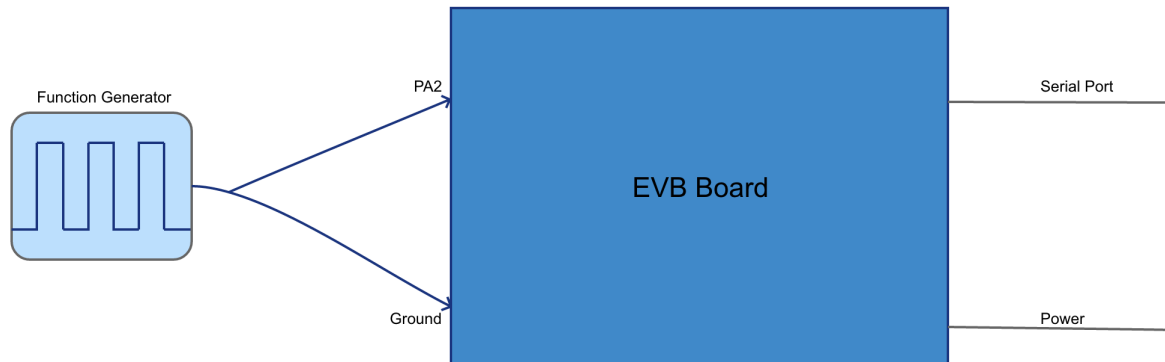 Function Generator
PA2
Ground
EVB Board
Serial Port
Power